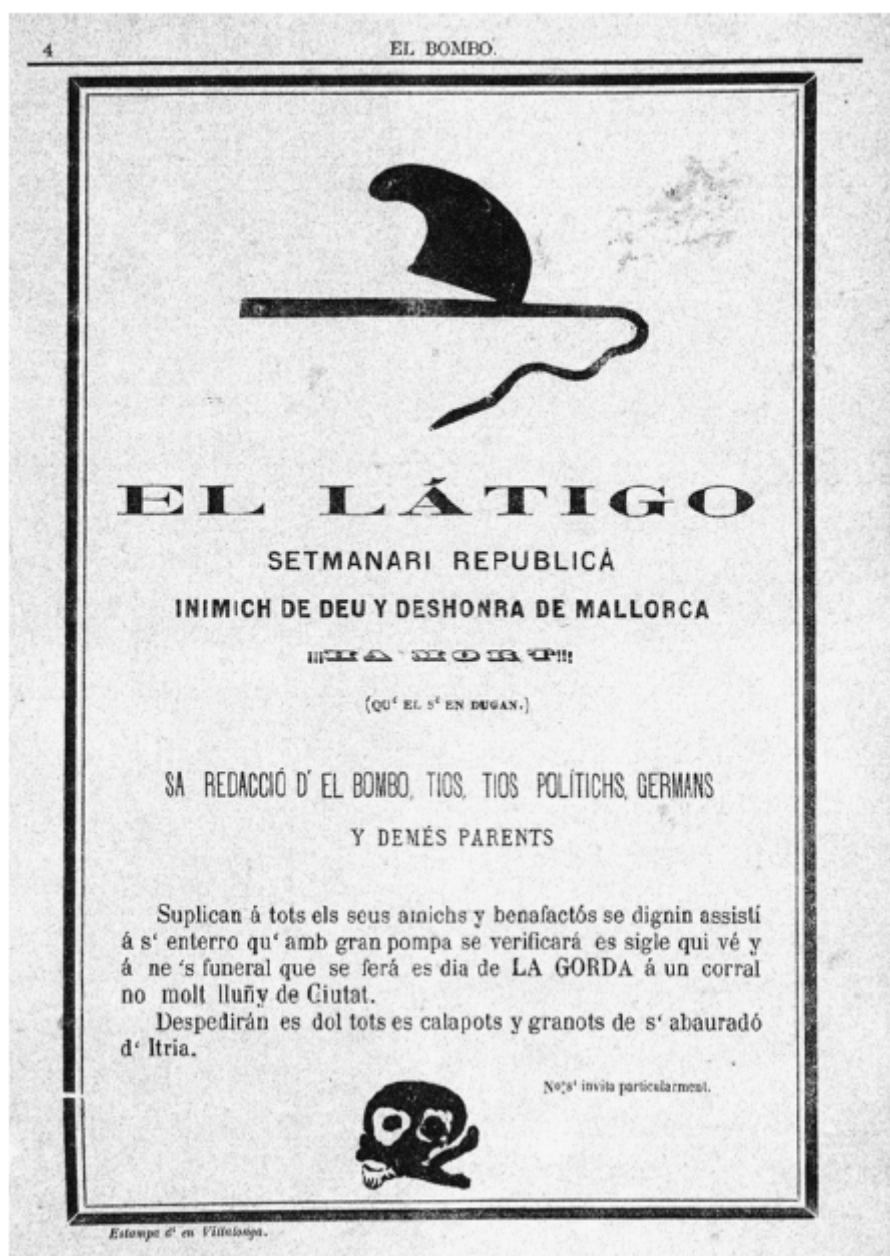 4
EL BOMBO.
EL LÁTIGO
SETMANARI REPUBLICÁ
INIMICH DE DEU Y DESHONRA DE MALLORCA
¡¡¡HA MORT!!!
(QU‘ EL S‘ EN DUGAN.)
SA REDACCIÓ D’ EL BOMBO, TIOS, TIOS POLÍTICHS, GERMANS
Y DEMÉS PARENTS
Suplican á tots els seus amichs y benafactós se dignin assistí
á s‘ enterro qu‘ amb gran pompa se verificará es sigle qui vé y
á ne ‘s funeral que se ferá es dia de LA GORDA á un corral
no molt lluñy de Ciutat.
Despedirán es dol tots es calapots y granots de s‘ abauradó
d‘ Itria.
No s‘ invita particularment.
Estampa d‘ en Villalonga.